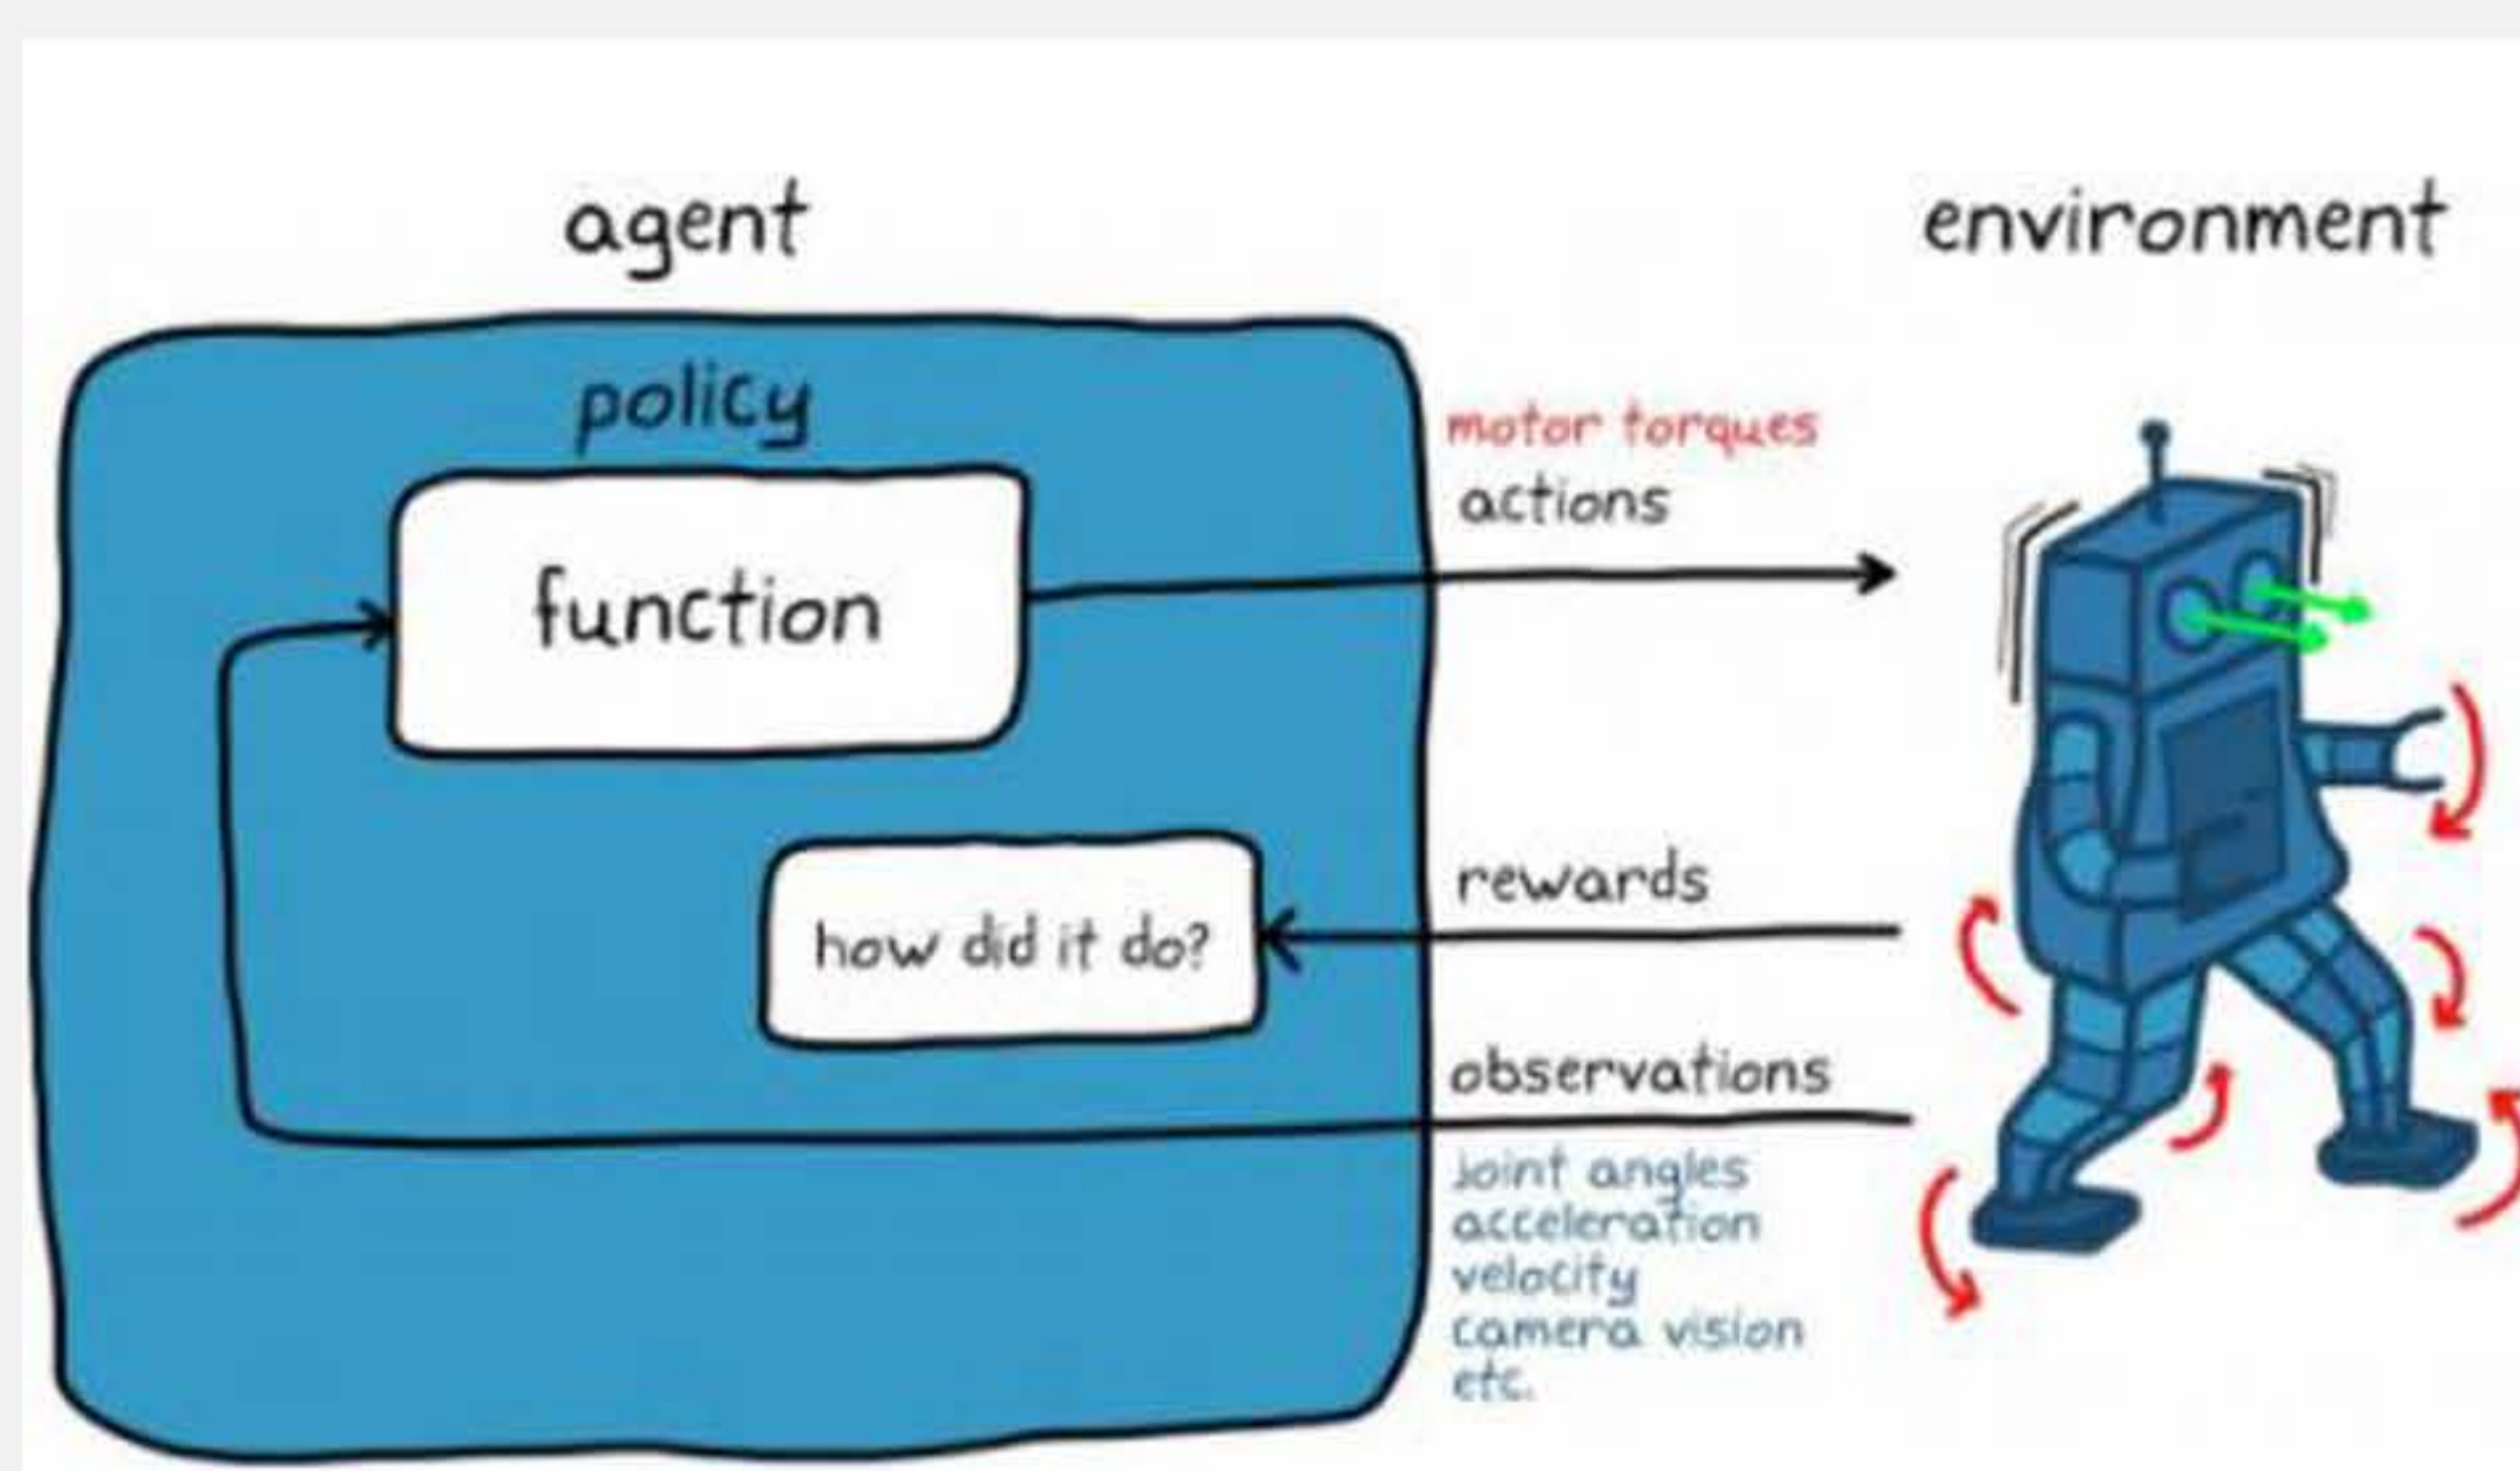 agent
environment
policy
motor torques
actions
function
rewards
how did it do?
observations
joint angles
acceleration
velocity
camera vision
etc.